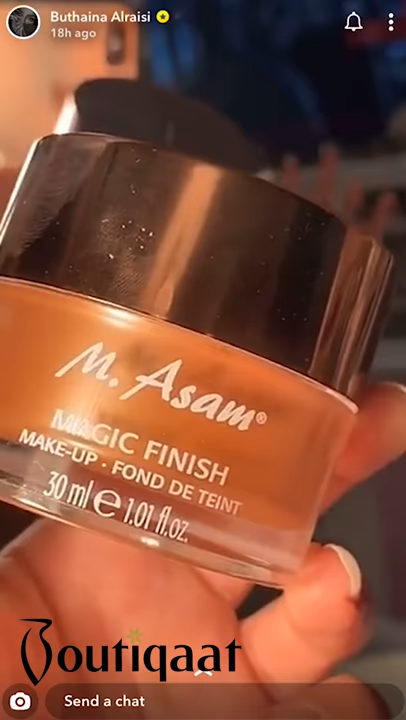 Buthaina Alraisi
18h ago
M. Asam®
MAGIC FINISH
MAKE-UP · FOND DE TEINT
30 ml e 1.01 fl.oz.
Boutiqaat
Send a chat